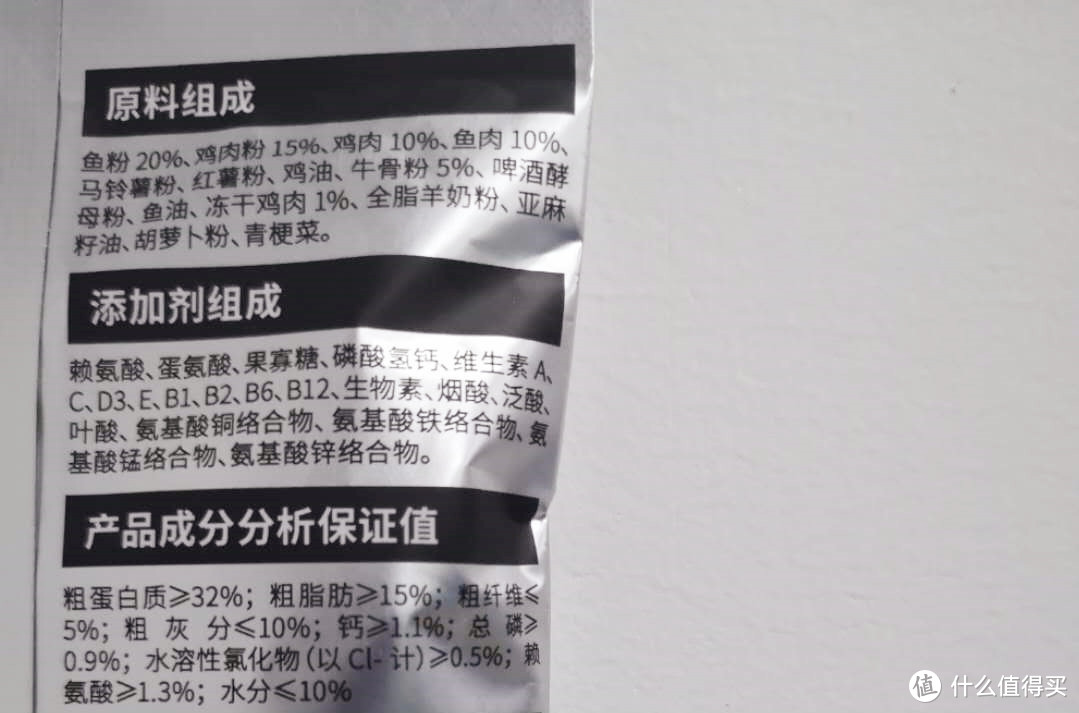 原料组成
鱼粉 20%、鸡肉粉 15%、鸡肉 10%、鱼肉 10%、
马铃薯粉、红薯粉、鸡油、牛骨粉 5%、啤酒酵
母粉、鱼油、冻干鸡肉 1%、全脂羊奶粉、亚麻
籽油、胡萝卜粉、青梗菜。
添加剂组成
赖氨酸、蛋氨酸、果寡糖、磷酸氢钙、维生素 A、
C、D3、E、B1、B2、B6、B12、生物素、烟酸、泛酸、
叶酸、氨基酸铜络合物、氨基酸铁络合物、氨
基酸锰络合物、氨基酸锌络合物。
产品成分分析保证值
粗蛋白质≥32%；粗脂肪≥15%；粗纤维≤
5%；粗灰分≤10%；钙≥1.1%；总磷≥
0.9%；水溶性氯化物（以 Cl- 计）≥0.5%；赖
氨酸≥1.3%；水分≤10%
值 什么值得买